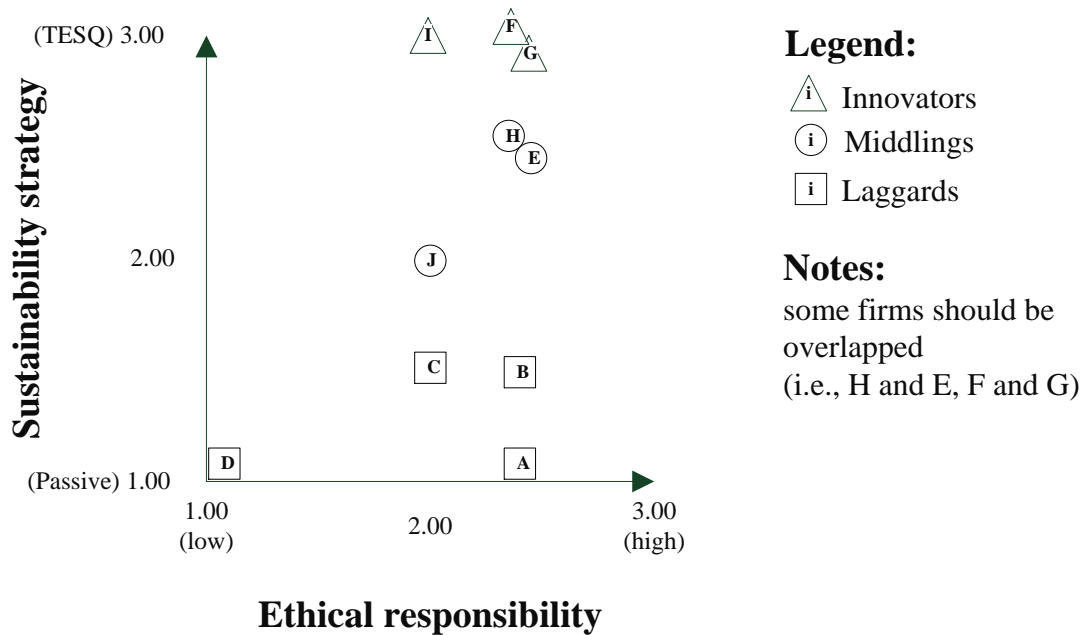 (TESQ) 3.00
Sustainability strategy
2.00
(Passive) 1.00
I
F
G
H
E
J
C
B
D
A
1.00
(low)
2.00
3.00
(high)
Ethical responsibility
Legend:
i Innovators
i Middlings
i Laggards
Notes:
some firms should be
overlapped
(i.e., H and E, F and G)